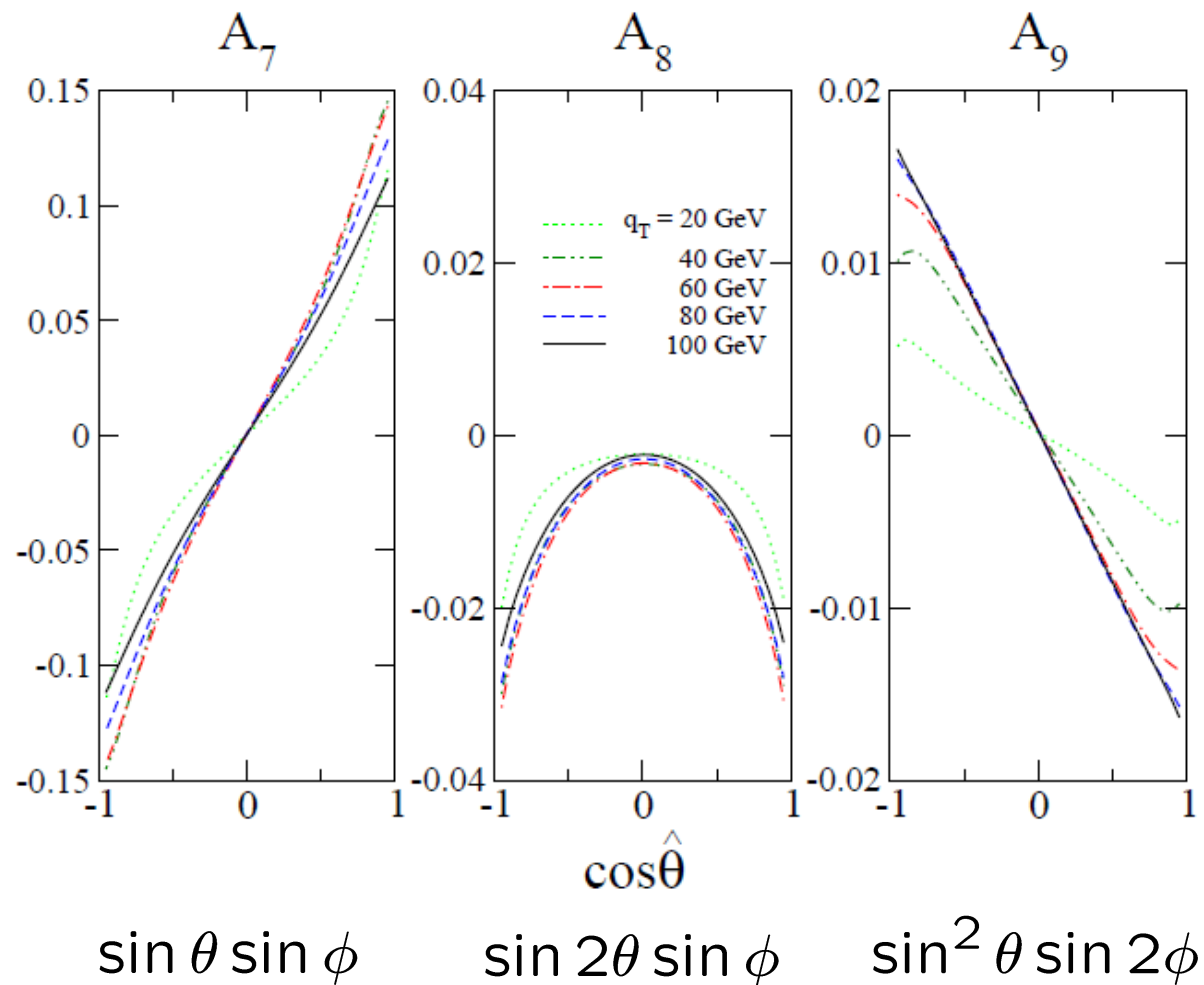 A₇ A₈ A₉
0.15
0.1
0.05
0
-0.05
-0.1
-0.15
-1 0 1
0.04
0.02
0
-0.02
-0.04
-1 0 1
q_T = 20 GeV
40 GeV
60 GeV
80 GeV
100 GeV
0.02
0.01
0
-0.01
-0.02
-1 0 1
cosθ̂
sin θ sin ϕ sin 2θ sin ϕ sin² θ sin 2ϕ